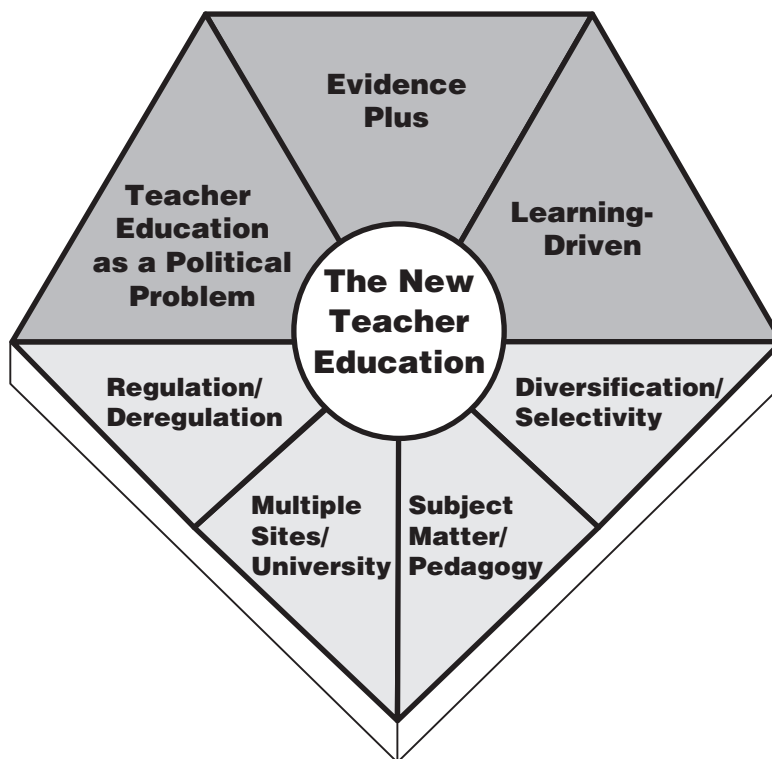 Evidence
Plus
Teacher
Education
as a Political
Problem
Learning-
Driven
The New
Teacher
Education
Regulation/
Deregulation
Diversification/
Selectivity
Multiple
Sites/
University
Subject
Matter/
Pedagogy